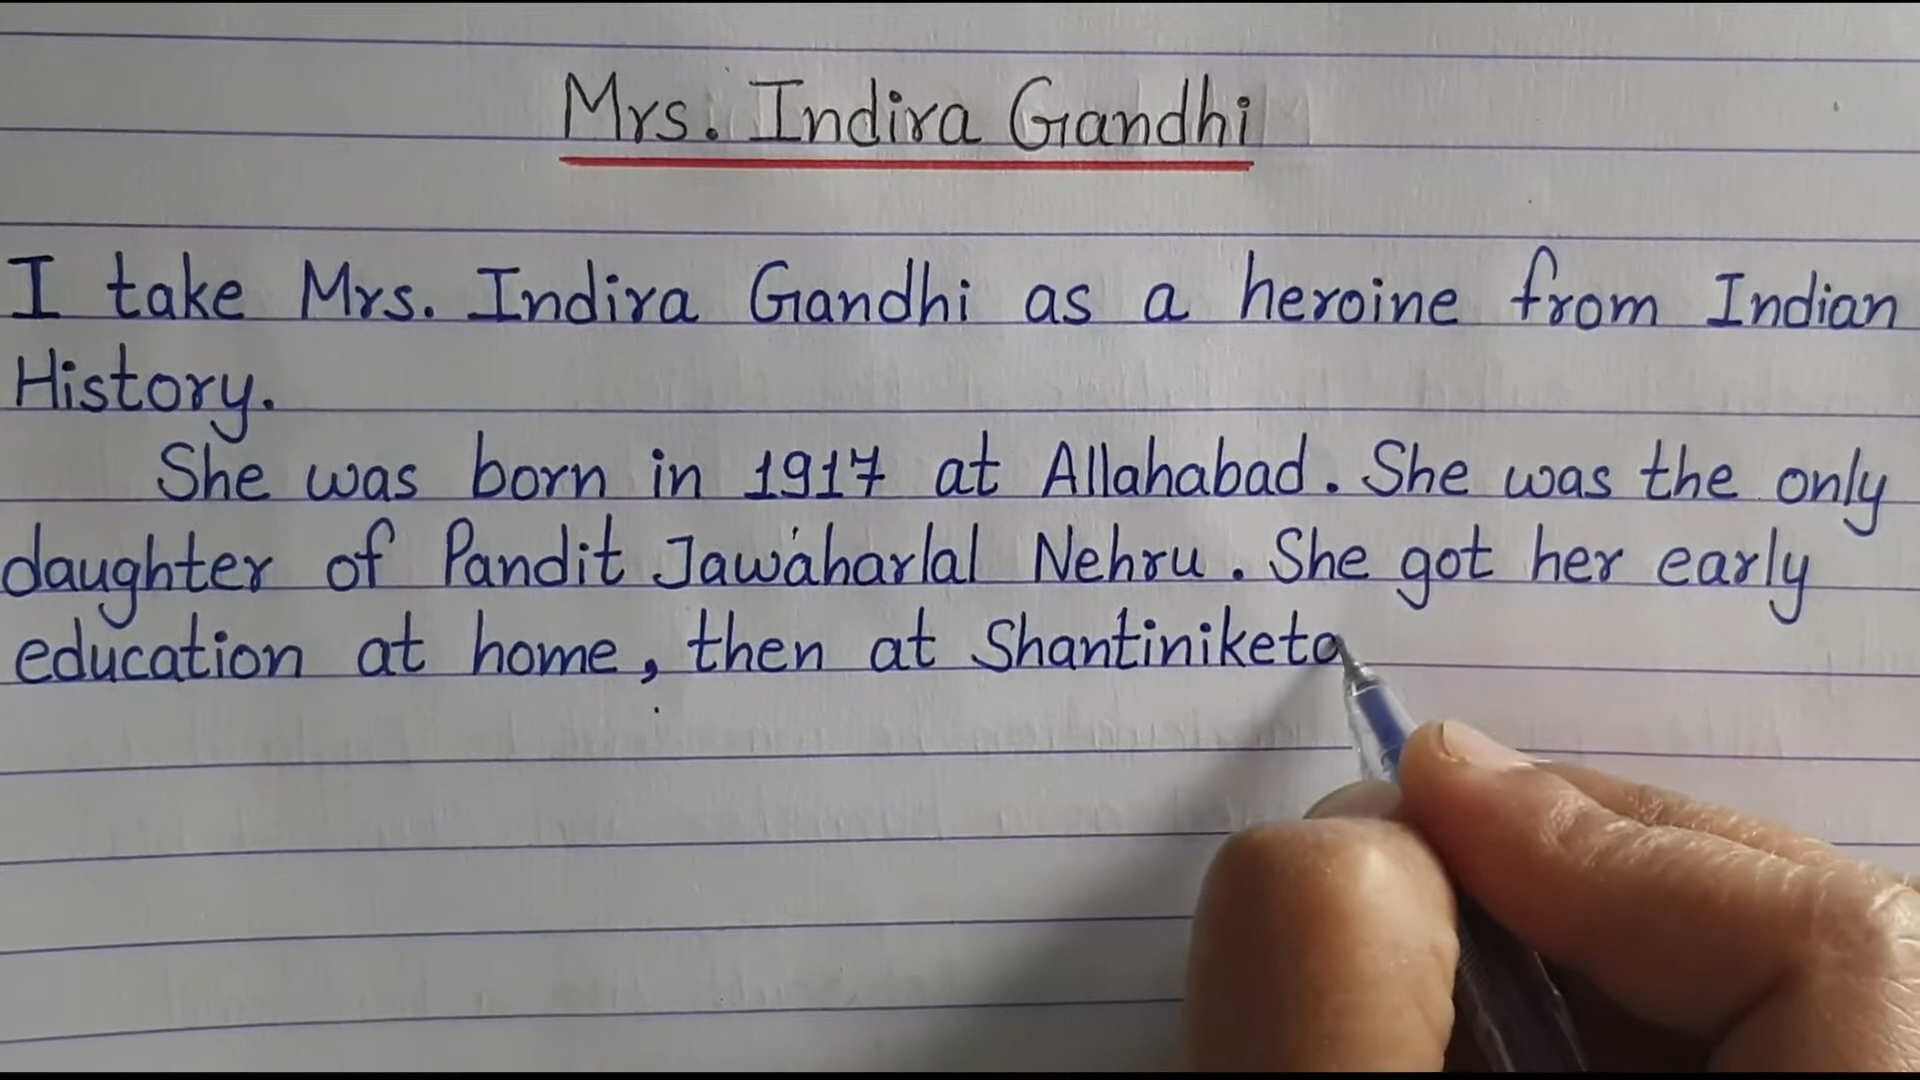 Mrs. Indira Gandhi
I take Mrs. Indira Gandhi as a heroine from Indian
History.
She was born in 1917 at Allahabad. She was the only
daughter of Pandit Jawaharlal Nehru. She got her early
education at home, then at Shantiniketa